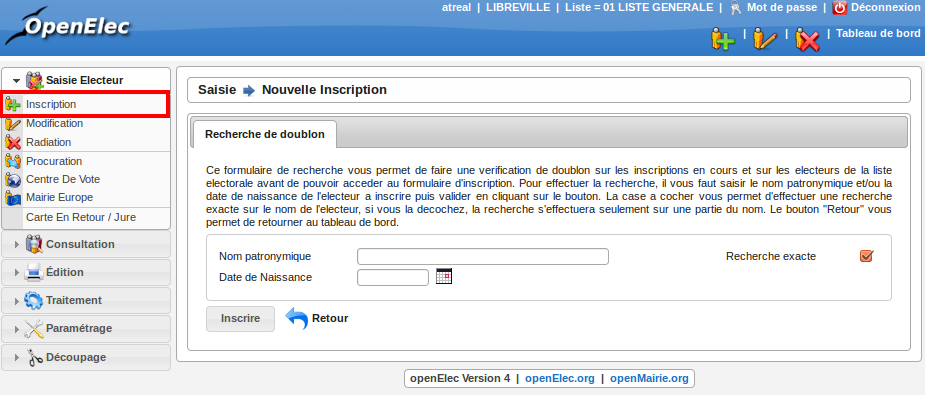 OpenElec
atreal | LIBREVILLE | Liste = 01 LISTE GENERALE | Mot de passe | Déconnexion
| | | Tableau de bord
Saisie Electeur
Inscription
Modification
Radiation
Procuration
Centre De Vote
Mairie Europe
Carte En Retour / Jure
Consultation
Édition
Traitement
Paramétrage
Découpage
Saisie Nouvelle Inscription
Recherche de doublon
Ce formulaire de recherche vous permet de faire une verification de doublon sur les inscriptions en cours et sur les electeurs de la liste
electorale avant de pouvoir acceder au formulaire d'inscription. Pour effectuer la recherche, il vous faut saisir le nom patronymique et/ou la
date de naissance de l'electeur a inscrire puis valider en cliquant sur le bouton. La case a cocher vous permet d'effectuer une recherche
exacte sur le nom de l'electeur, si vous la decochez, la recherche s'effectuera seulement sur une partie du nom. Le bouton "Retour" vous
permet de retourner au tableau de bord.
Nom patronymique
Recherche exacte
Date de Naissance
Inscrire
Retour
openElec Version 4 | openElec.org | openMairie.org